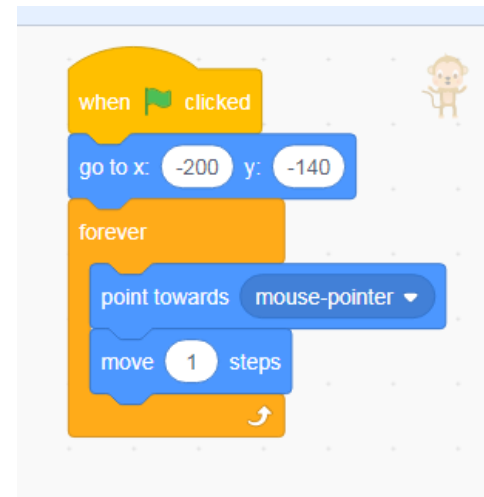 when clicked
go to x: -200 y: -140
forever
point towards mouse-pointer
move 1 steps